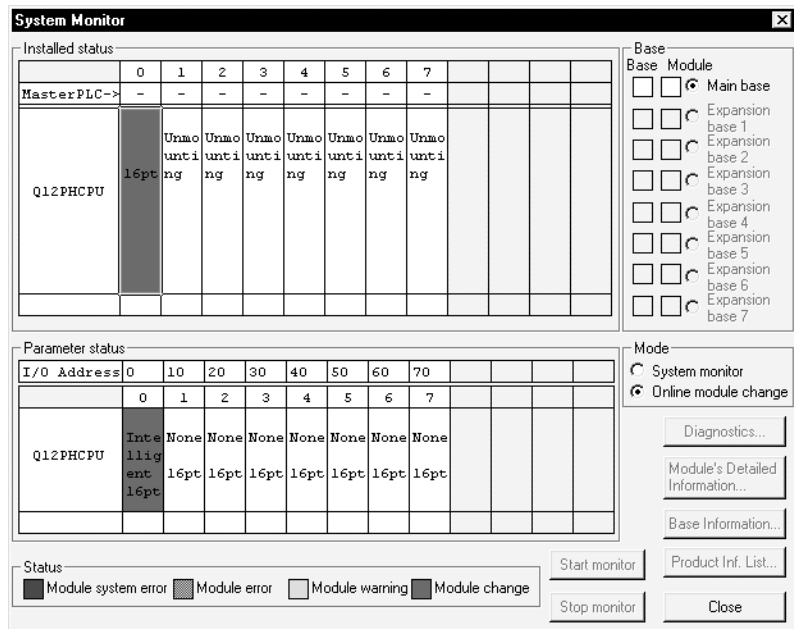 System Monitor
Installed status
0 1 2 3 4 5 6 7
MasterPLC-> - - - - - - - -
Q12PHCPU
16pt
Unmo Unmo Unmo Unmo Unmo Unmo Unmo
unti unti unti unti unti unti unti
ng ng ng ng ng ng ng
Base
Base Module
Main base
Expansion
base 1
Expansion
base 2
Expansion
base 3
Expansion
base 4
Expansion
base 5
Expansion
base 6
Expansion
base 7
Parameter status
I/O Address 0 10 20 30 40 50 60 70
0 1 2 3 4 5 6 7
Q12PHCPU
Inte None None None None None None None
llig
ent 16pt 16pt 16pt 16pt 16pt 16pt 16pt
16pt
Mode
System monitor
Online module change
Diagnostics...
Module's Detailed
Information...
Base Information...
Product Inf. List...
Status
Module system error Module error Module warning Module change
Start monitor
Stop monitor
Close